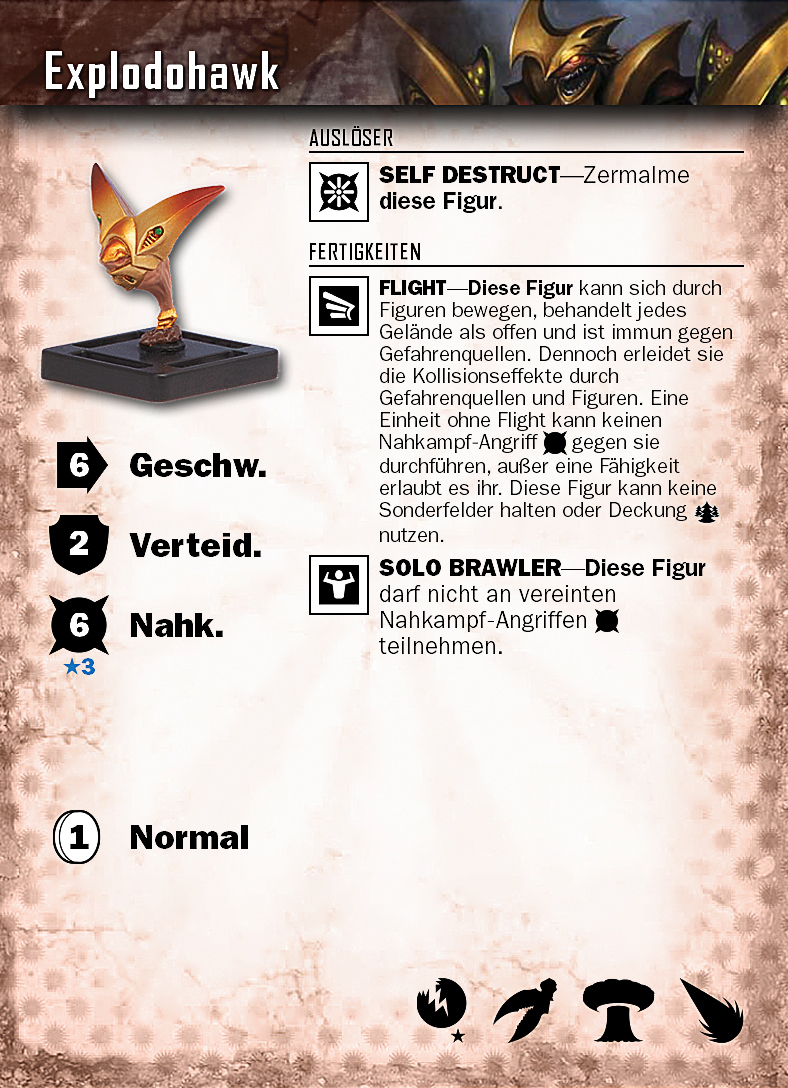 Explodohawk
AUSLÖSER
SELF DESTRUCT—Zermalme
diese Figur.
FERTIGKEITEN
FLIGHT—Diese Figur kann sich durch
Figuren bewegen, behandelt jedes
Gelände als offen und ist immun gegen
Gefahrenquellen. Dennoch erleidet sie
die Kollisionseffekte durch
Gefahrenquellen und Figuren. Eine
Einheit ohne Flight kann keinen
Nahkampf-Angriff gegen sie
durchführen, außer eine Fähigkeit
erlaubt es ihr. Diese Figur kann keine
Sonderfelder halten oder Deckung
nutzen.
SOLO BRAWLER—Diese Figur
darf nicht an vereinten
Nahkampf-Angriffen
teilnehmen.
6 Geschw.
2 Verteid.
6 Nahk.
★3
1 Normal